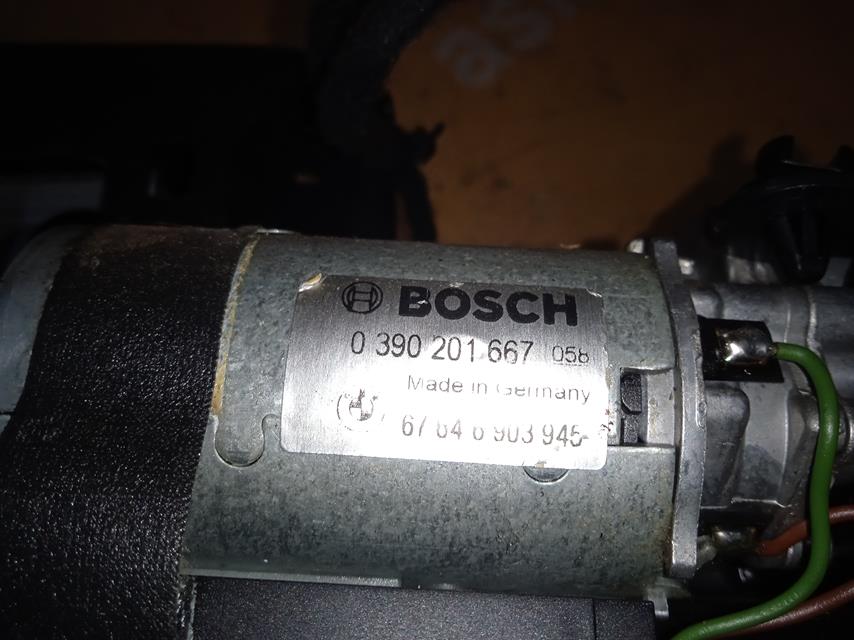 BOSCH
0 390 201 667 058
Made in Germany
67 64 6 903 945